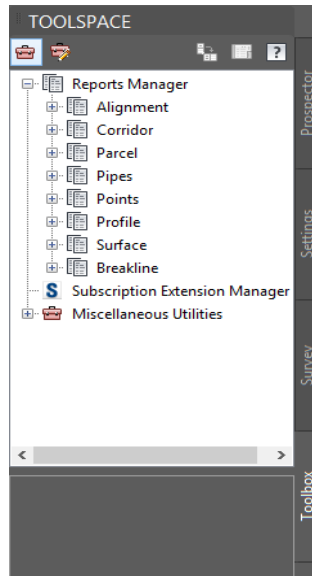 TOOLSPACE
?
Reports Manager
Alignment
Corridor
Parcel
Pipes
Points
Profile
Surface
Breakline
S Subscription Extension Manager
Miscellaneous Utilities
Prospector
Settings
Survey
Toolbox